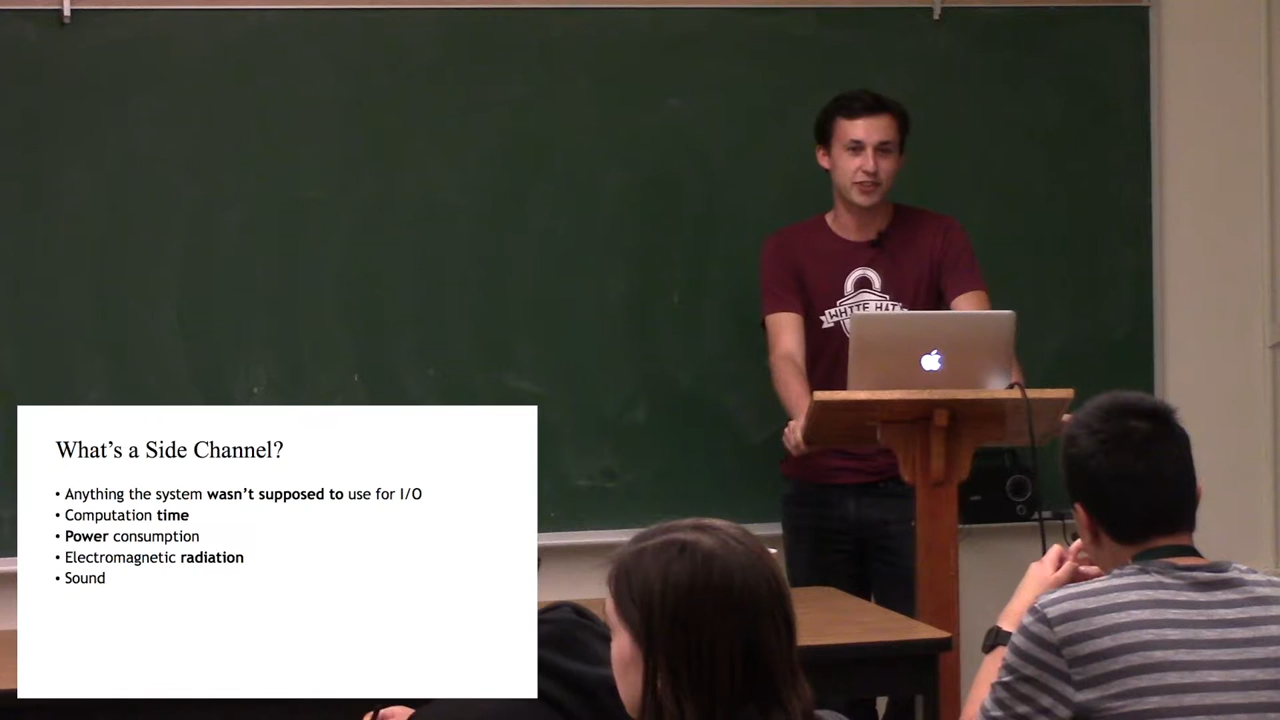 WHITE HAT
What's a Side Channel?
• Anything the system wasn't supposed to use for I/O
• Computation time
• Power consumption
• Electromagnetic radiation
• Sound